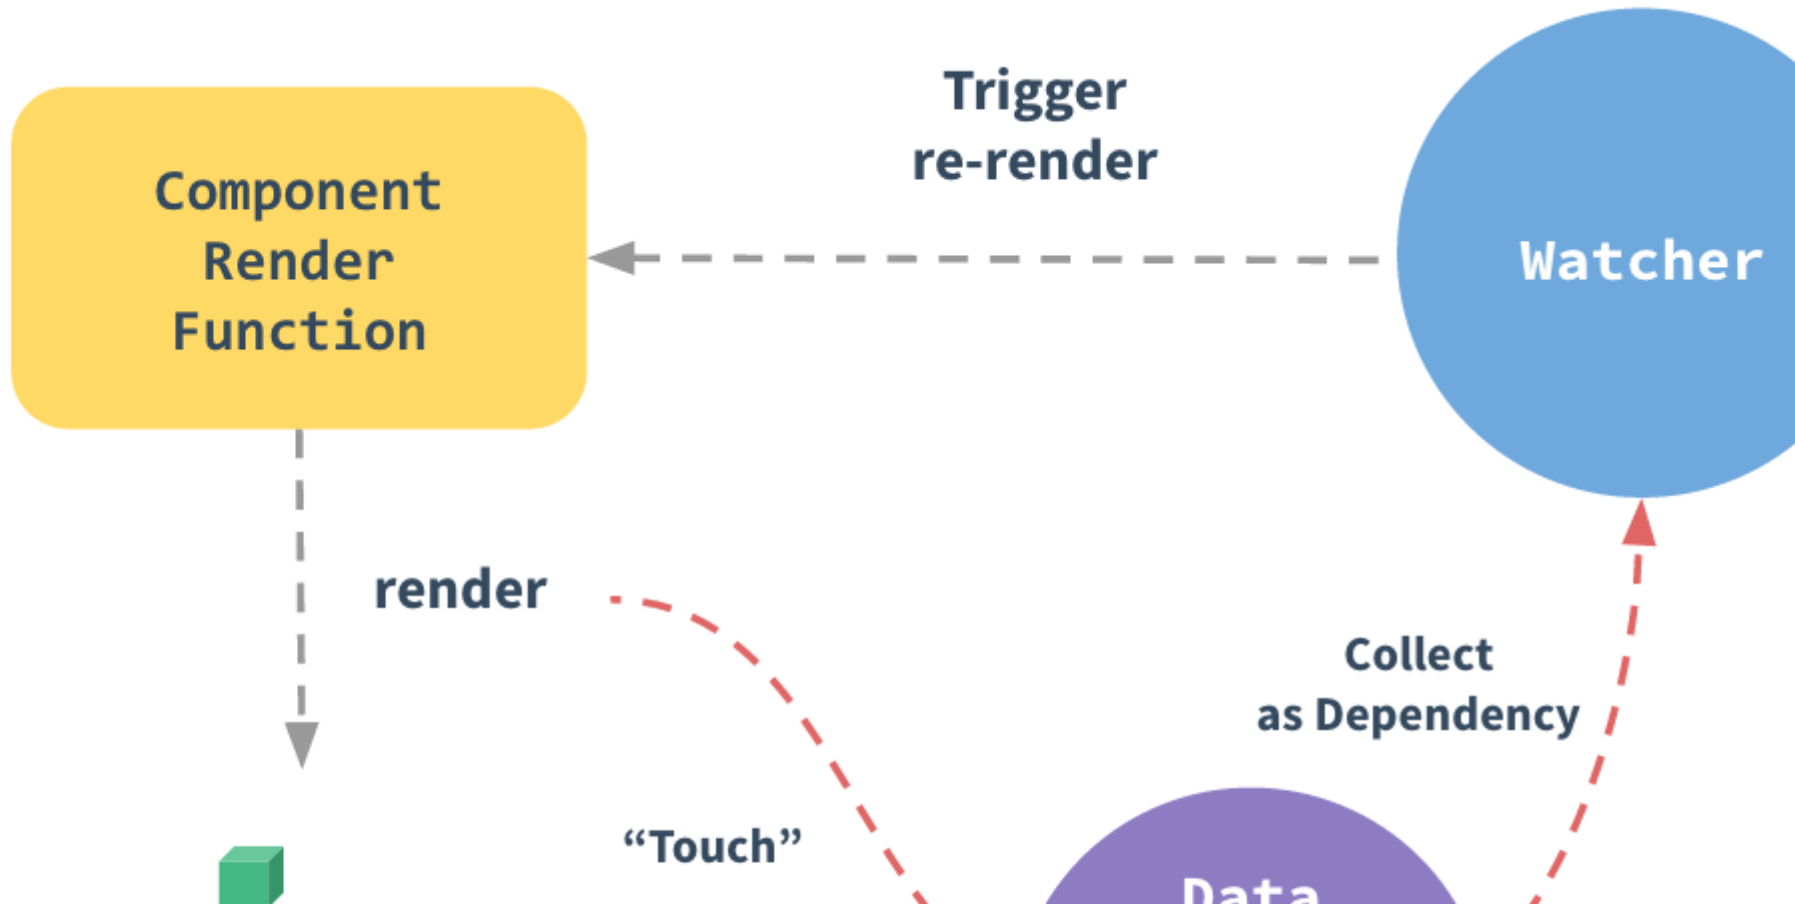 Trigger
re-render
Component
Render
Function
Watcher
render
Collect
as Dependency
“Touch”
Data